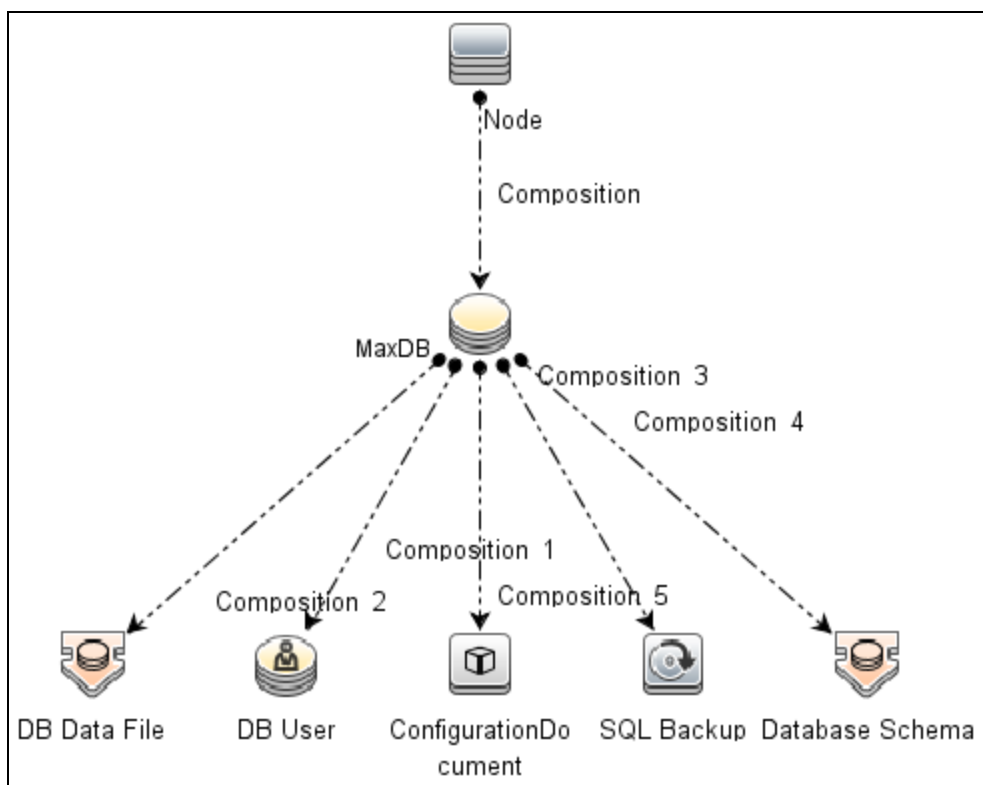 Node
Composition
MaxDB
Composition 3
Composition 4
Composition 1
Composition 2
Composition 5
DB Data File
DB User
ConfigurationDo
cument
SQL Backup
Database Schema